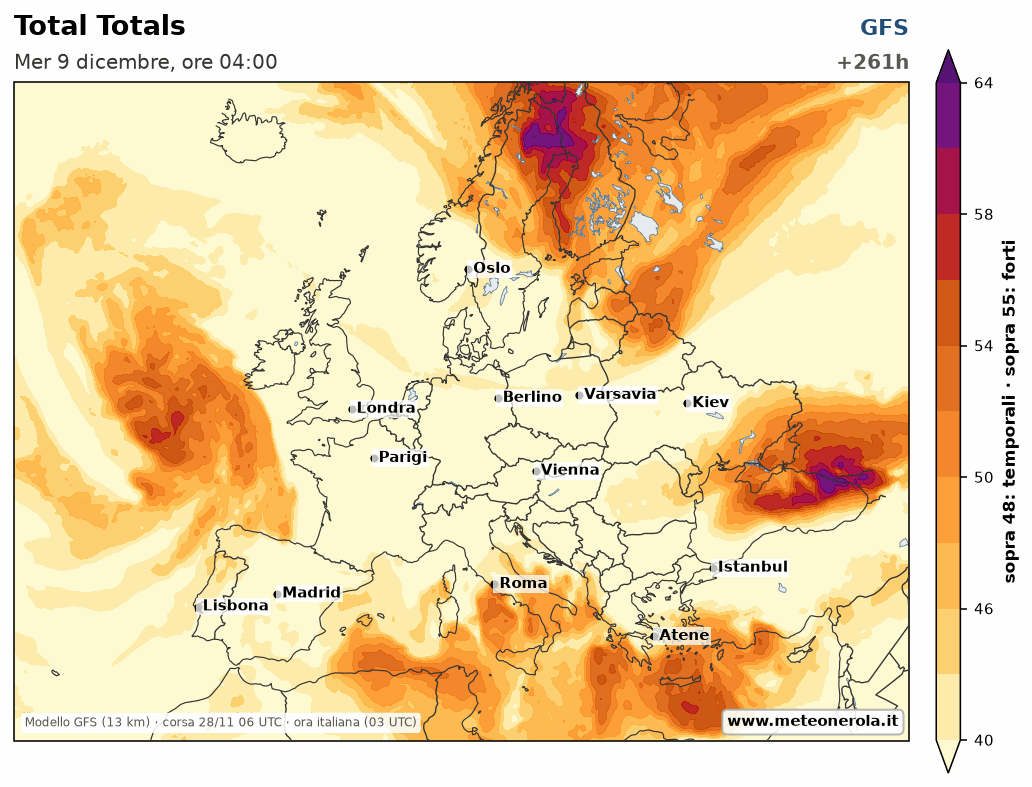 Total Totals
GFS
Mer 9 dicembre, ore 04:00
+261h
64
58
54
50
46
40
sopra 48: temporali · sopra 55: forti
Oslo
Londra
Berlino
Varsavia
Kiev
Parigi
Vienna
Istanbul
Roma
Madrid
Lisbona
Atene
Modello GFS (13 km) · corsa 28/11 06 UTC · ora italiana (03 UTC)
www.meteonerola.it